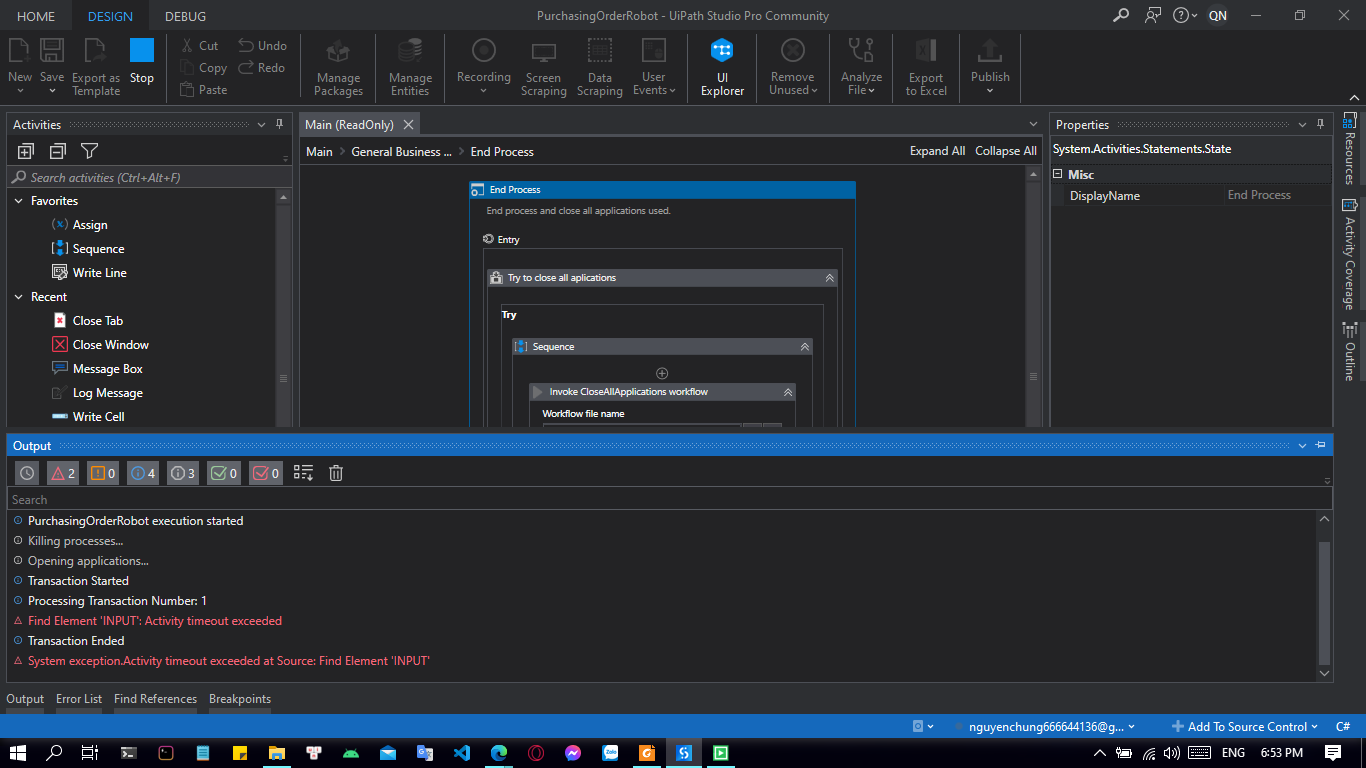 HOME DESIGN DEBUG PurchasingOrderRobot - UiPath Studio Pro Community QN
New Save Export as Template Stop
Cut Undo
Copy Redo
Paste
Manage Packages
Manage Entities
Recording Screen Scraping Data Scraping User Events
UI Explorer
Remove Unused
Analyze File
Export to Excel
Publish
Activities
Search activities (Ctrl+Alt+F)
Favorites
Assign
Sequence
Write Line
Recent
Close Tab
Close Window
Message Box
Log Message
Write Cell
Main (ReadOnly)
Main General Business ... End Process Expand All Collapse All
End Process
End process and close all applications used.
Entry
Try to close all aplications
Try
Sequence
Invoke CloseAllApplications workflow
Workflow file name
Properties
System.Activities.Statements.State
Misc
DisplayName End Process
Resources
Activity Coverage
Outline
Output
2 0 4 3 0 0
Search
PurchasingOrderRobot execution started
Killing processes...
Opening applications...
Transaction Started
Processing Transaction Number: 1
Find Element 'INPUT': Activity timeout exceeded
Transaction Ended
System exception.Activity timeout exceeded at Source: Find Element 'INPUT'
Output Error List Find References Breakpoints
nguyenchung666644136@g... Add To Source Control C#
Zalo
ENG 6:53 PM